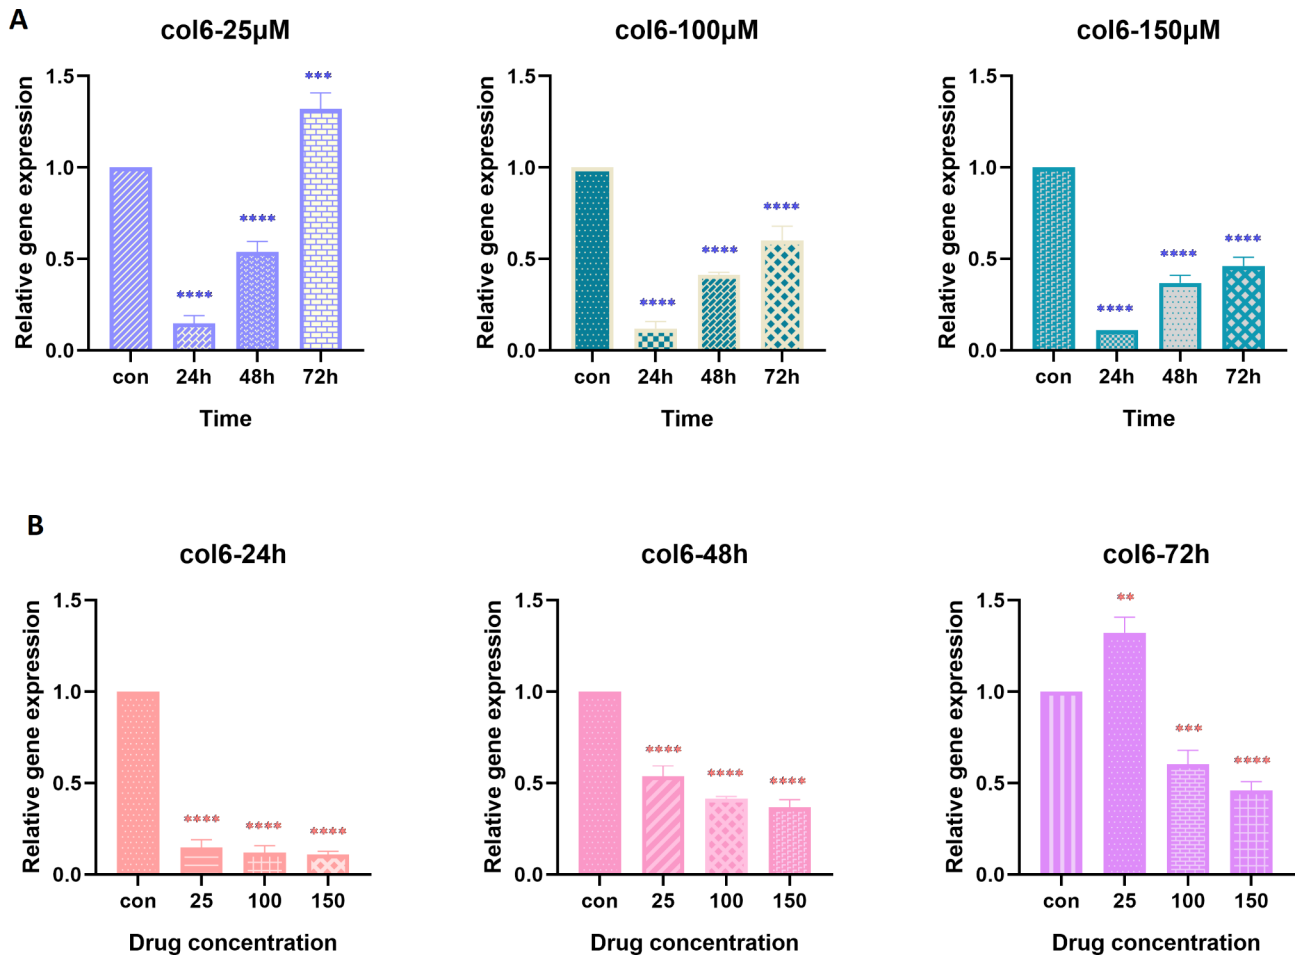 A
col6-25μM
col6-100μM
col6-150μM
Relative gene expression
1.5
1.0
0.5
0.0
****
****
***
con 24h 48h 72h
Time
Relative gene expression
1.5
1.0
0.5
0.0
****
****
****
con 24h 48h 72h
Time
Relative gene expression
1.5
1.0
0.5
0.0
****
****
****
con 24h 48h 72h
Time
B
col6-24h
col6-48h
col6-72h
Relative gene expression
1.5
1.0
0.5
0.0
****
****
****
con 25 100 150
Drug concentration
Relative gene expression
1.5
1.0
0.5
0.0
****
****
****
con 25 100 150
Drug concentration
Relative gene expression
1.5
1.0
0.5
0.0
**
***
****
con 25 100 150
Drug concentration